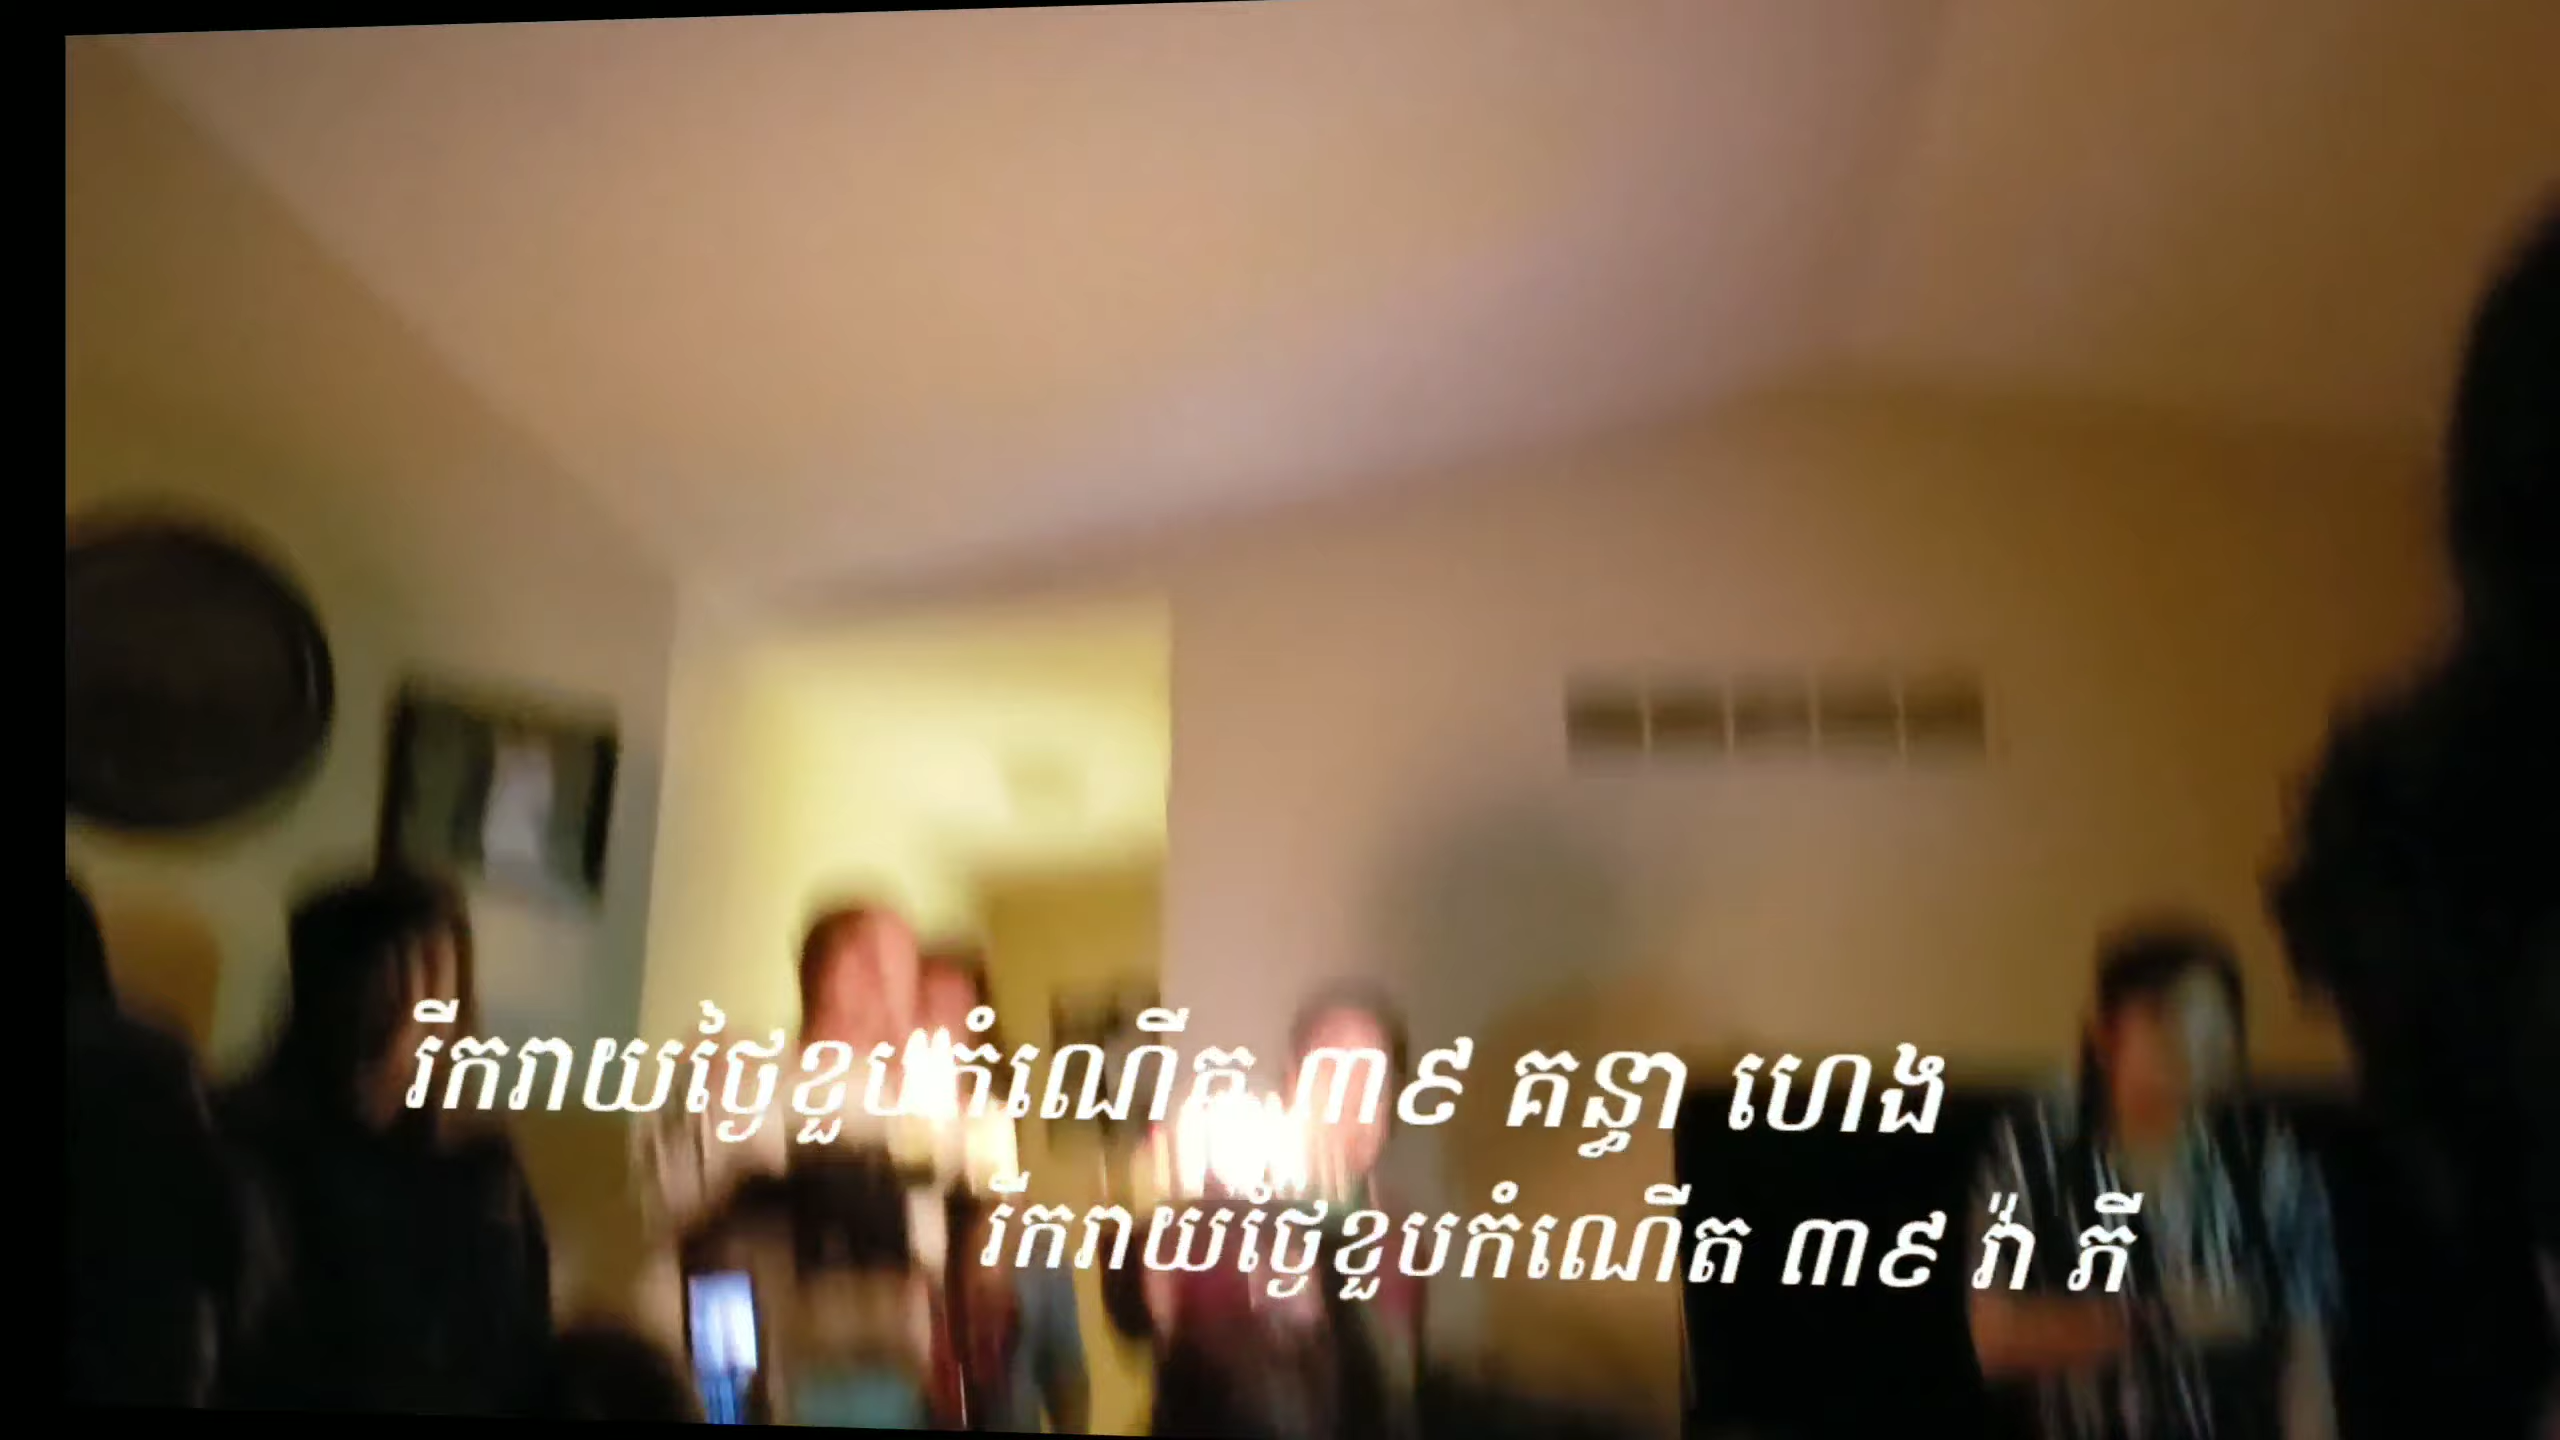 រីករាយថ្ងៃខួបកំណើត ៣៩ គន្ធា ហេង
រីករាយថ្ងៃខួបកំណើត ៣៩ វ៉ា ភី